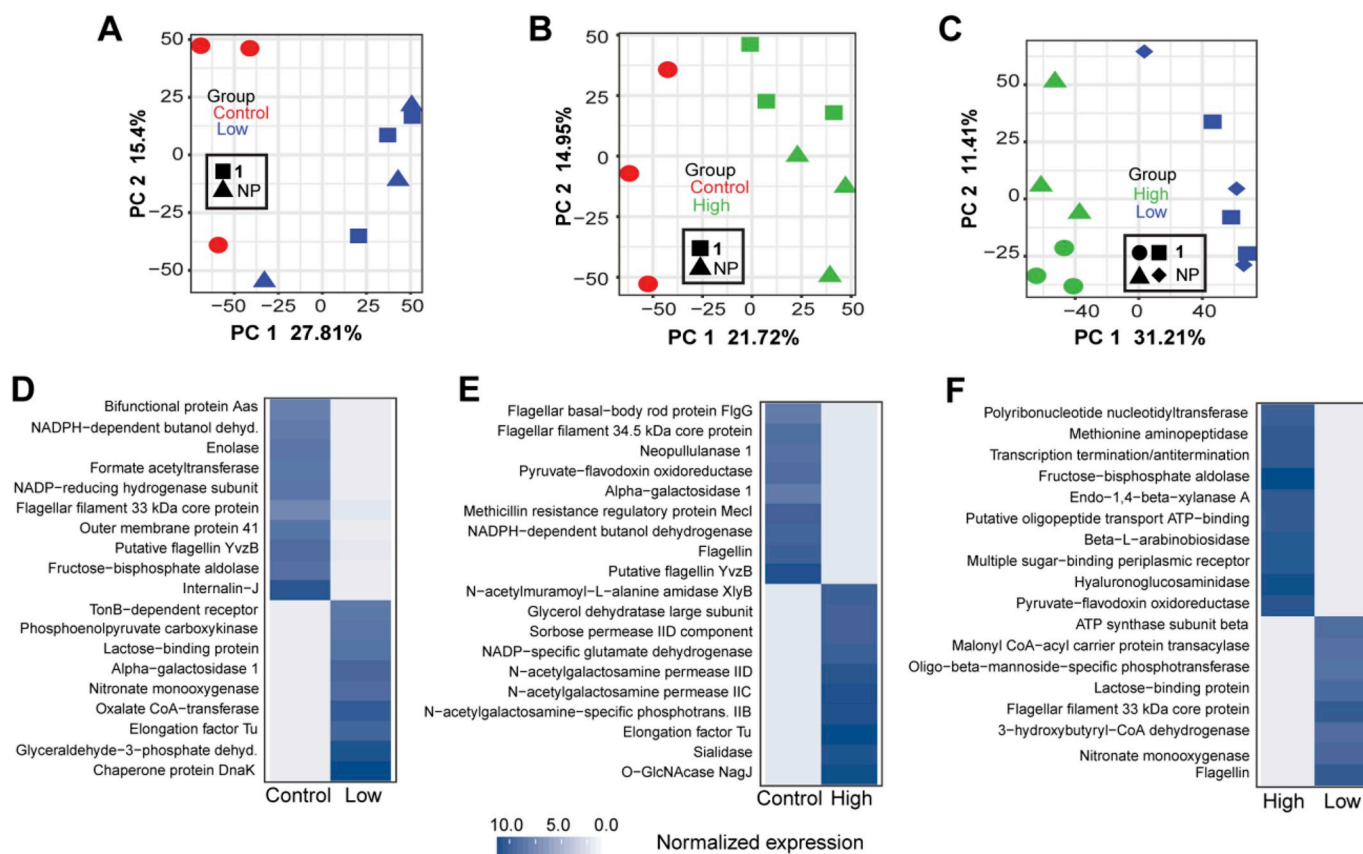 A
50
25
0
−25
−50
PC 2 15.4%
Group
Control
Low
1
NP
−50
−25
0
25
50
PC 1 27.81%
B
50
25
0
−25
−50
PC 2 14.95%
Group
Control
High
1
NP
−50
−25
0
25
50
PC 1 21.72%
C
50
25
0
−25
PC 2 11.41%
Group
High
Low
1
NP
−40
0
40
PC 1 31.21%
D
Bifunctional protein Aas
NADPH−dependent butanol dehyd.
Enolase
Formate acetyltransferase
NADP−reducing hydrogenase subunit
Flagellar filament 33 kDa core protein
Outer membrane protein 41
Putative flagellin YvzB
Fructose−bisphosphate aldolase
Internalin−J
TonB−dependent receptor
Phosphoenolpyruvate carboxykinase
Lactose−binding protein
Alpha−galactosidase 1
Nitronate monooxygenase
Oxalate CoA−transferase
Elongation factor Tu
Glyceraldehyde−3−phosphate dehyd.
Chaperone protein DnaK
Control Low
E
Flagellar basal−body rod protein FlgG
Flagellar filament 34.5 kDa core protein
Neopullulanase 1
Pyruvate−flavodoxin oxidoreductase
Alpha−galactosidase 1
Methicillin resistance regulatory protein MecI
NADPH−dependent butanol dehydrogenase
Flagellin
Putative flagellin YvzB
N−acetylmuramoyl−L−alanine amidase XlyB
Glycerol dehydratase large subunit
Sorbose permease IID component
NADP−specific glutamate dehydrogenase
N−acetylgalactosamine permease IID
N−acetylgalactosamine permease IIC
N−acetylgalactosamine−specific phosphotrans. IIB
Elongation factor Tu
Sialidase
O−GlcNAcase NagJ
Control High
F
Polyribonucleotide nucleotidyltransferase
Methionine aminopeptidase
Transcription termination/antitermination
Fructose−bisphosphate aldolase
Endo−1,4−beta−xylanase A
Putative oligopeptide transport ATP−binding
Beta−L−arabinobiosidase
Multiple sugar−binding periplasmic receptor
Hyaluronoglucosaminidase
Pyruvate−flavodoxin oxidoreductase
ATP synthase subunit beta
Malonyl CoA−acyl carrier protein transacylase
Oligo−beta−mannoside−specific phosphotransferase
Lactose−binding protein
Flagellar filament 33 kDa core protein
3−hydroxybutyryl−CoA dehydrogenase
Nitronate monooxygenase
Flagellin
High Low
10.0 5.0 0.0
Normalized expression